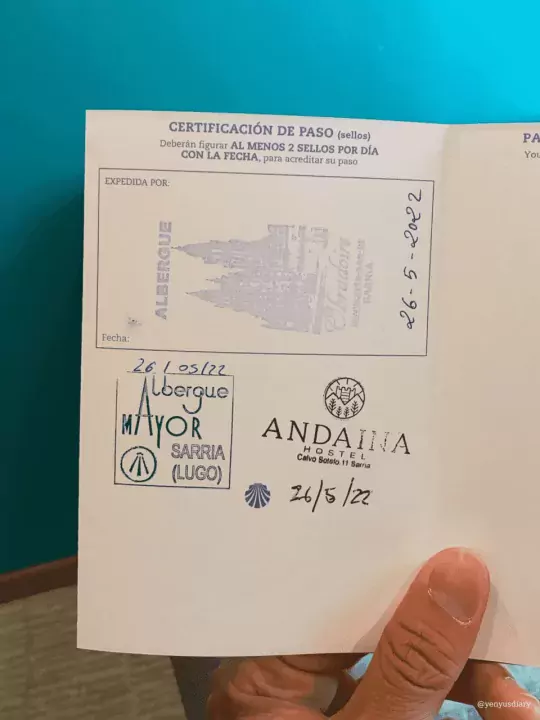 CERTIFICACIÓN DE PASO (sellos)
Deberán figurar AL MENOS 2 SELLOS POR DÍA
CON LA FECHA, para acreditar su paso
PA
You
EXPEDIDA POR:
ALBERGUE
Obradoiro
SARRIA
26-5-2022
Fecha:
26/05/22
Albergue
MAYOR
SARRIA
(LUGO)
ANDAINA
HOSTEL
Calvo Sotelo 11 Sarria
26/5/22
@yenyusdiary